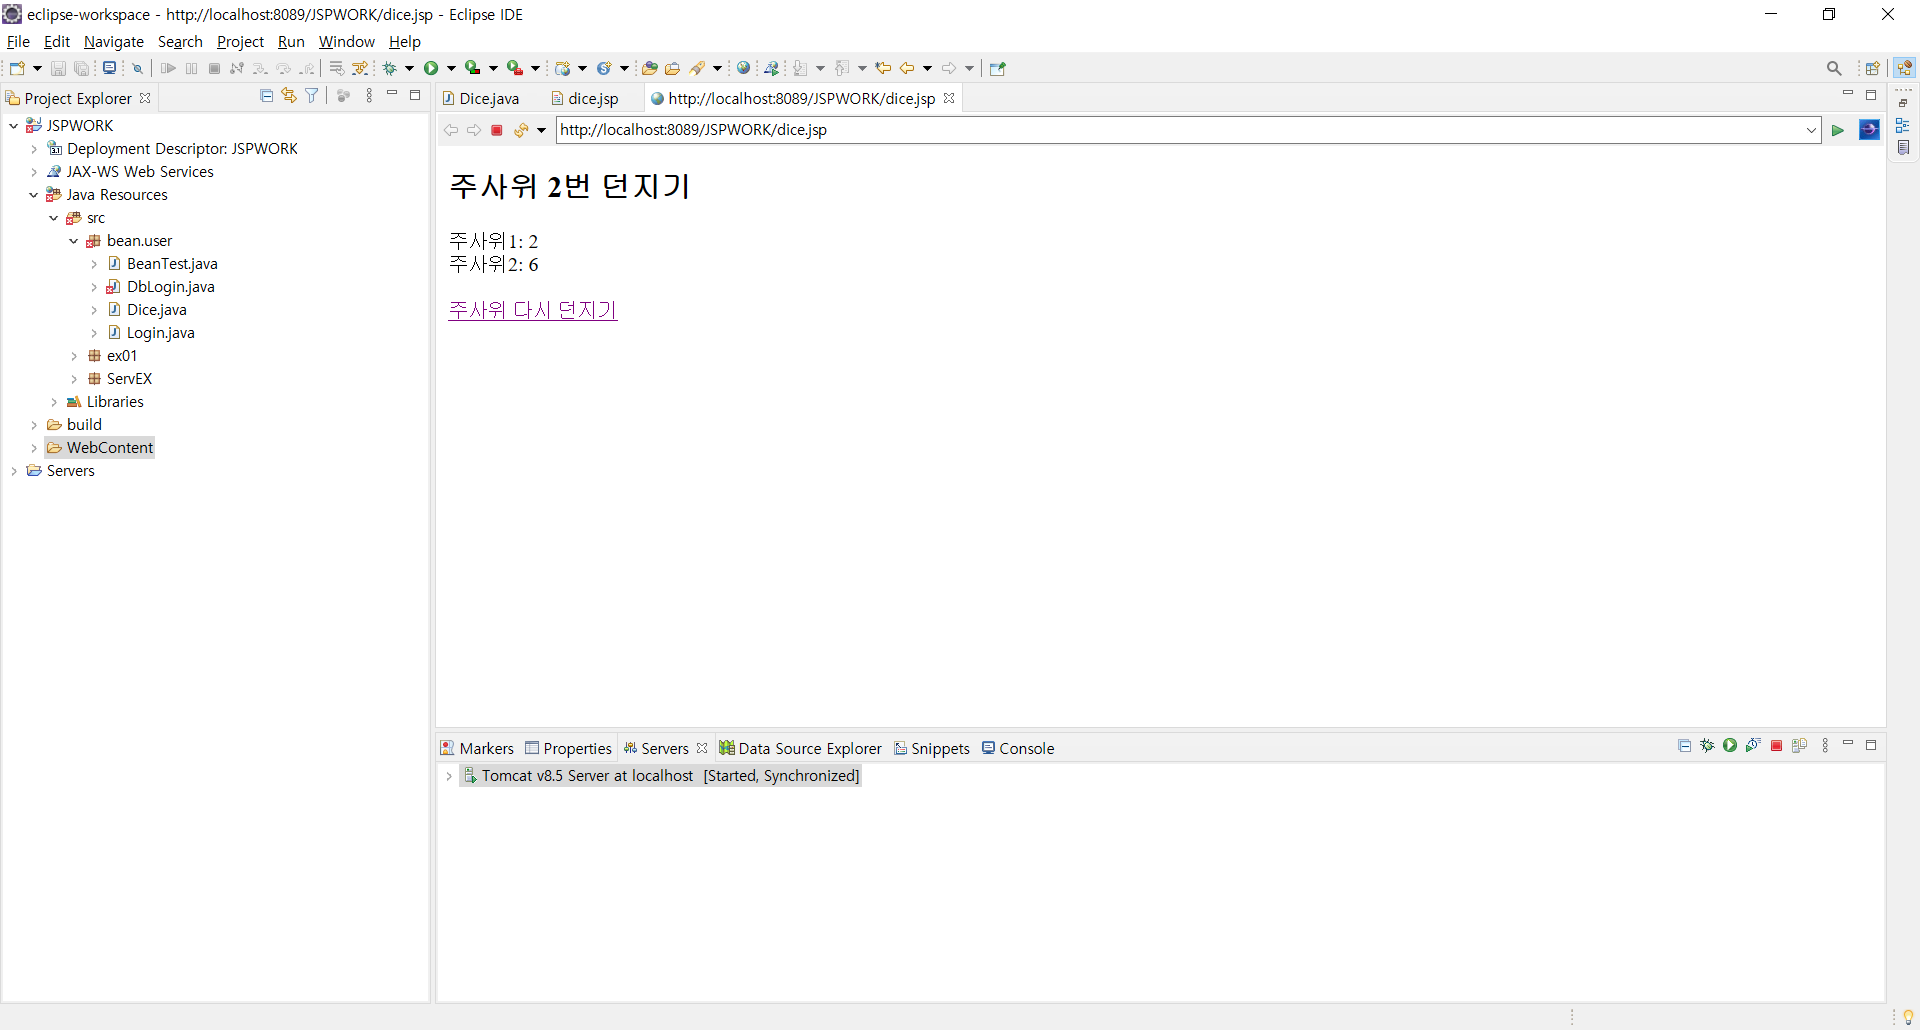 eclipse-workspace - http://localhost:8089/JSPWORK/dice.jsp - Eclipse IDE
File Edit Navigate Search Project Run Window Help
Project Explorer
JSPWORK
Deployment Descriptor: JSPWORK
JAX-WS Web Services
Java Resources
src
bean.user
BeanTest.java
DbLogin.java
Dice.java
Login.java
ex01
ServEX
Libraries
build
WebContent
Servers
Dice.java dice.jsp http://localhost:8089/JSPWORK/dice.jsp
http://localhost:8089/JSPWORK/dice.jsp
주사위 2번 던지기
주사위1: 2
주사위2: 6
주사위 다시 던지기
Markers Properties Servers Data Source Explorer Snippets Console
Tomcat v8.5 Server at localhost [Started, Synchronized]